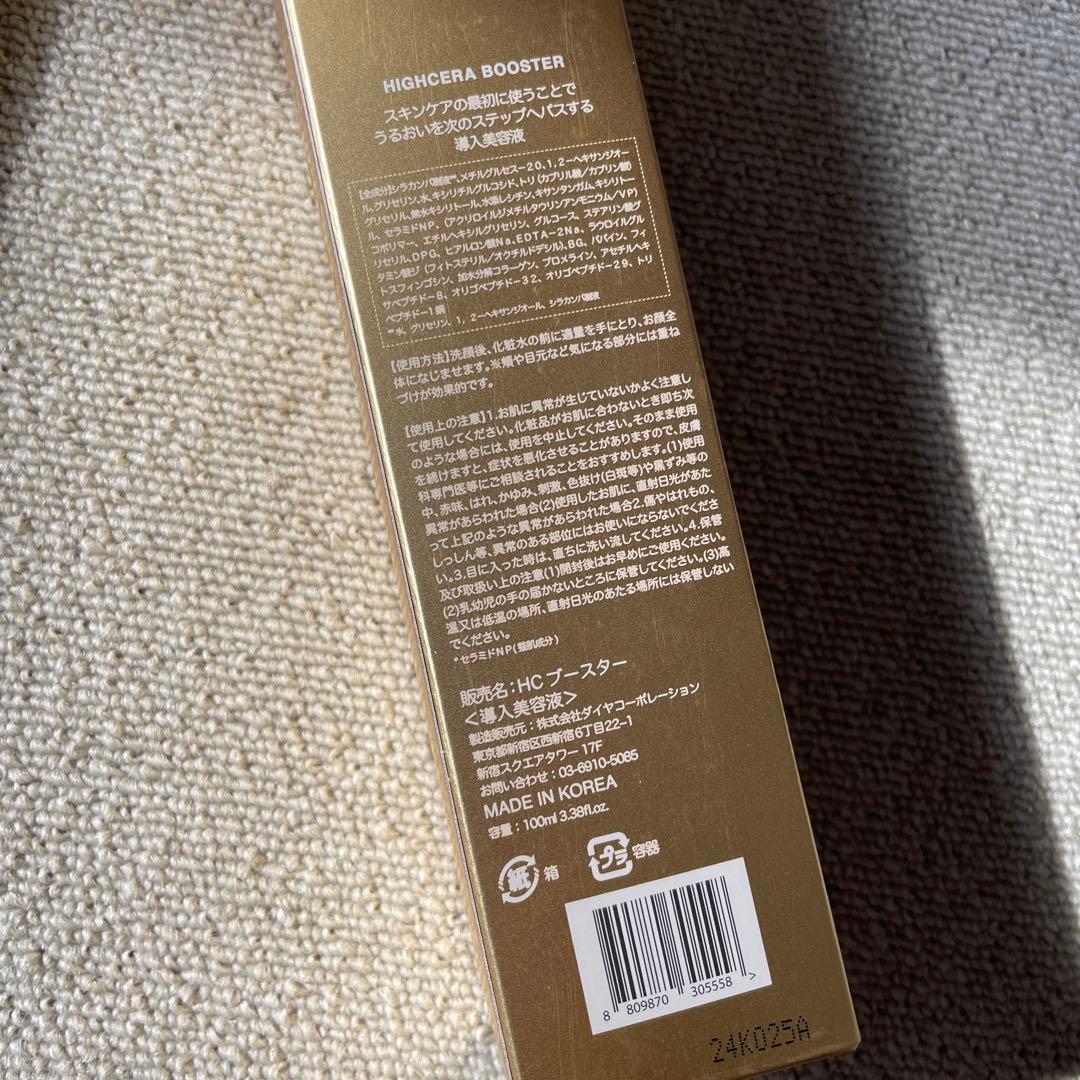 HIGHCERA BOOSTER
スキンケアの最初に使うことで
うるおいを次のステップへパスする
導入美容液
【全成分】シラカンバ樹液**、メチルグルセス－20、1,2－ヘキサンジオー
ル、グリセリン、水、キシリチルグルコシド、トリ(カプリル酸/カプリン酸)
グリセリル、無水キシリトール、水添レシチン、キサンタンガム、キシリトー
ル、セラミドNP、(アクリロイルジメチルタウリンアンモニウム/VP)
コポリマー、エチルヘキシルグリセリン、グルコース、ステアリン酸グ
リセリル、DPG、ヒアルロン酸Na、EDTA－2Na、ラウロイルグル
タミン酸ジ(フィトステリル/オクチルドデシル)、BG、パパイン、フィ
トスフィンゴシン、加水分解コラーゲン、ブロメライン、アセチルヘキ
サペプチド－8、オリゴペプチド－32、オリゴペプチド－29、トリ
ペプチド－1銅
**水、グリセリン、1,2－ヘキサンジオール、シラカンバ樹液
【使用方法】洗顔後、化粧水の前に適量を手にとり、お顔全
体になじませます。※頬や目元など気になる部分には重ね
づけが効果的です。
【使用上の注意】1.お肌に異常が生じていないかよく注意し
て使用してください。化粧品がお肌に合わないとき即ち次
のような場合には、使用を中止してください。そのまま使用
を続けますと、症状を悪化させることがありますので、皮膚
科専門医等にご相談されることをおすすめします。(1)使用
中、赤味、はれ、かゆみ、刺激、色抜け(白斑等)や黒ずみ等の
異常があらわれた場合(2)使用したお肌に、直射日光があた
って上記のような異常があらわれた場合2.傷やはれもの、
しっしん等、異常のある部位にはお使いにならないでくださ
い。3.目に入った時は、直ちに洗い流してください。4.保管
及び取扱い上の注意(1)開封後はお早めにご使用ください。
(2)乳幼児の手の届かないところに保管してください。(3)高
温又は低温の場所、直射日光のあたる場所には保管しない
でください。
*セラミドNP(整肌成分)
販売名：HC ブースター
＜導入美容液＞
製造販売元：株式会社ダイヤコーポレーション
東京都新宿区西新宿6丁目22−1
新宿スクエアタワー 17F
お問い合わせ：03-6910-5085
MADE IN KOREA
容量：100ml 3.38fl.oz.
紙 箱 プラ 容器
8 809870 305558 >
24K025A